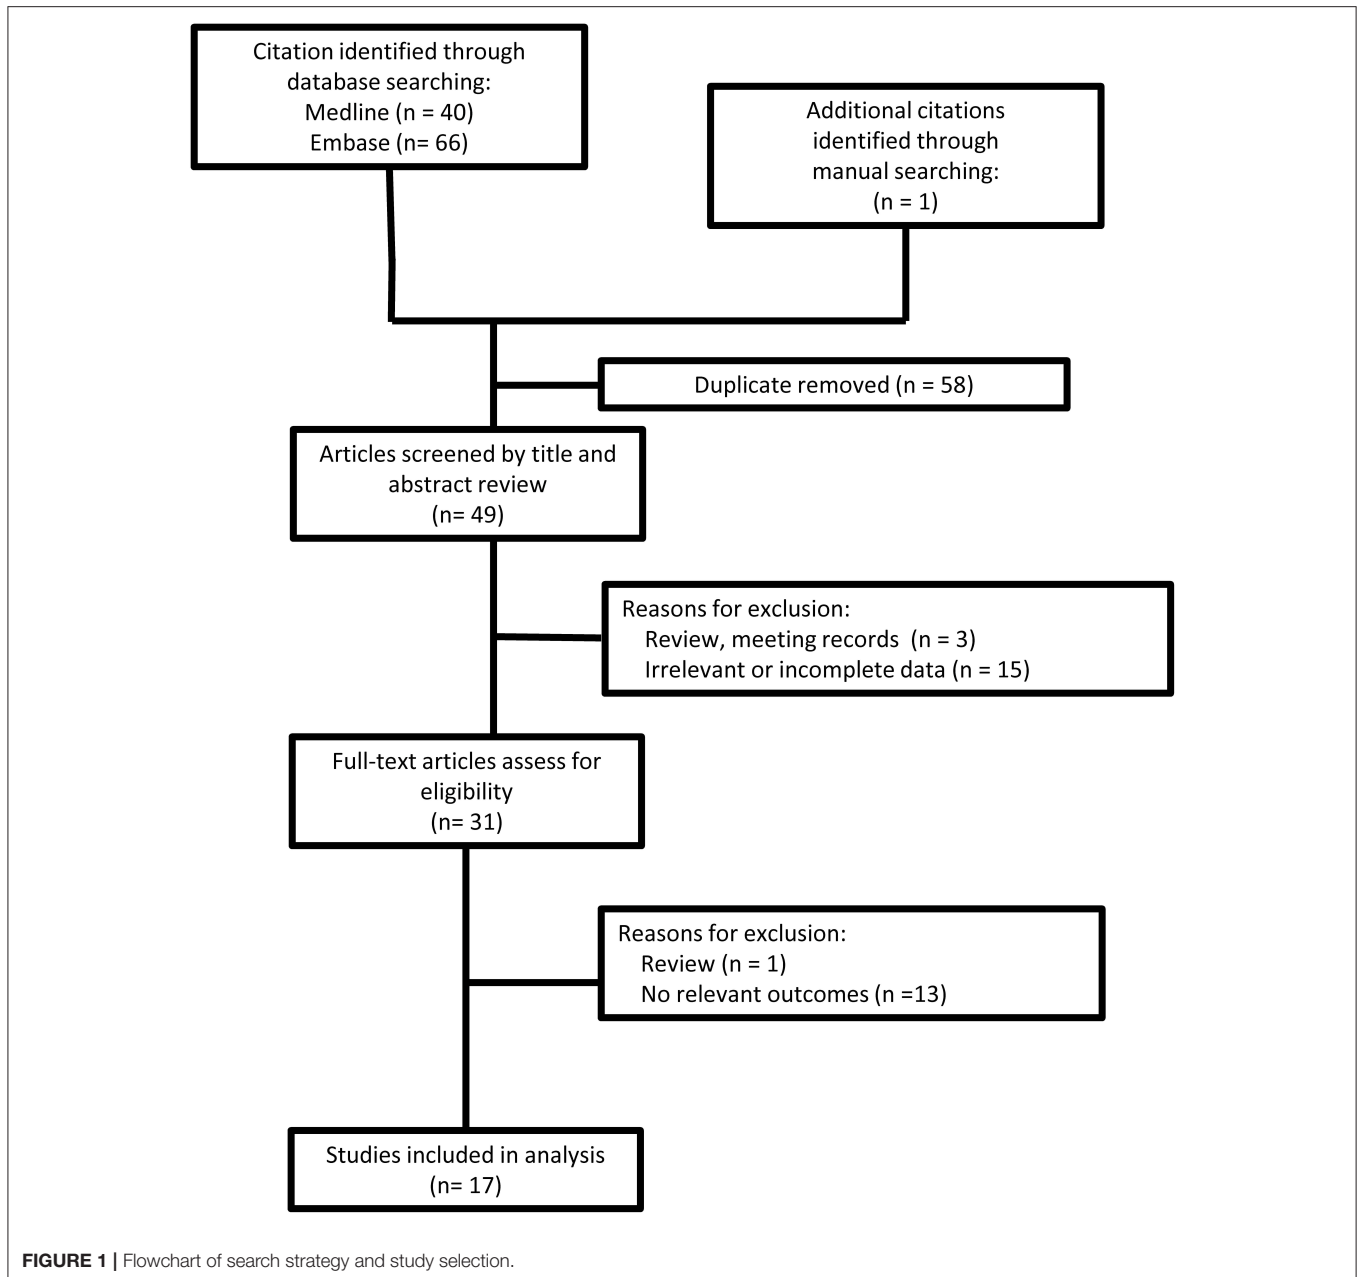 Citation identified through
database searching:
Medline (n = 40)
Embase (n= 66)
Additional citations
identified through
manual searching:
(n = 1)
Duplicate removed (n = 58)
Articles screened by title and
abstract review
(n= 49)
Reasons for exclusion:
Review, meeting records (n = 3)
Irrelevant or incomplete data (n = 15)
Full-text articles assess for
eligibility
(n= 31)
Reasons for exclusion:
Review (n = 1)
No relevant outcomes (n =13)
Studies included in analysis
(n= 17)
FIGURE 1 | Flowchart of search strategy and study selection.